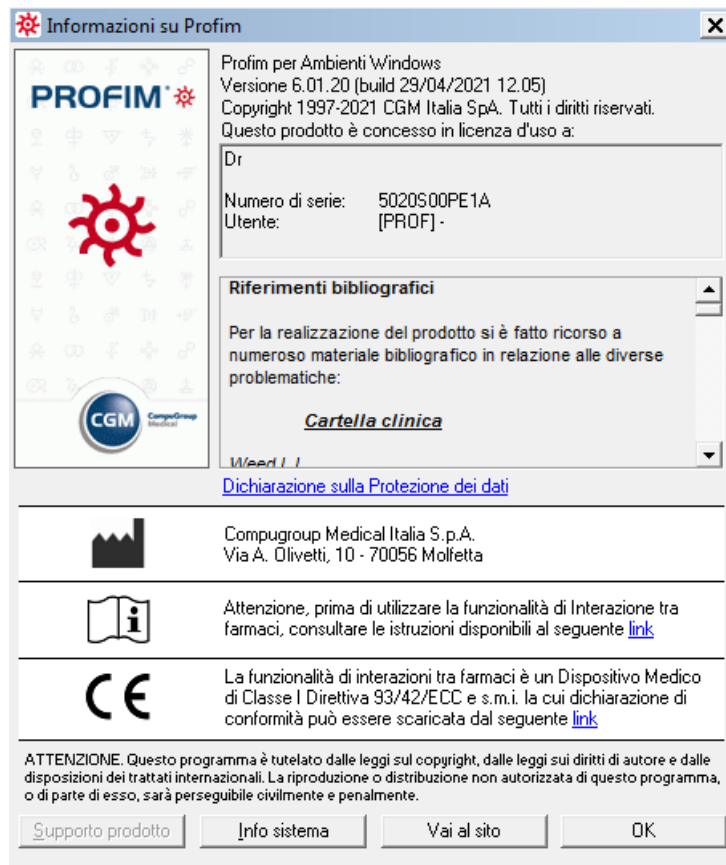 Informazioni su Profim
PROFIM
Profim per Ambienti Windows
Versione 6.01.20 (build 29/04/2021 12.05)
Copyright 1997-2021 CGM Italia SpA. Tutti i diritti riservati.
Questo prodotto è concesso in licenza d'uso a:
Dr
Numero di serie: 5020S00PE1A
Utente: [PROF] -
Riferimenti bibliografici
Per la realizzazione del prodotto si è fatto ricorso a
numeroso materiale bibliografico in relazione alle diverse
problematiche:
Cartella clinica
Weed L.L.
CGM CompuGroup
Medical
Dichiarazione sulla Protezione dei dati
Compugroup Medical Italia S.p.A.
Via A. Olivetti, 10 - 70056 Molfetta
Attenzione, prima di utilizzare la funzionalità di Interazione tra
farmaci, consultare le istruzioni disponibili al seguente link
CE
La funzionalità di interazioni tra farmaci è un Dispositivo Medico
di Classe I Direttiva 93/42/ECC e s.m.i. la cui dichiarazione di
conformità può essere scaricata dal seguente link
ATTENZIONE. Questo programma è tutelato dalle leggi sul copyright, dalle leggi sui diritti di autore e dalle
disposizioni dei trattati internazionali. La riproduzione o distribuzione non autorizzata di questo programma,
o di parte di esso, sarà perseguibile civilmente e penalmente.
Supporto prodotto
Info sistema
Vai al sito
OK